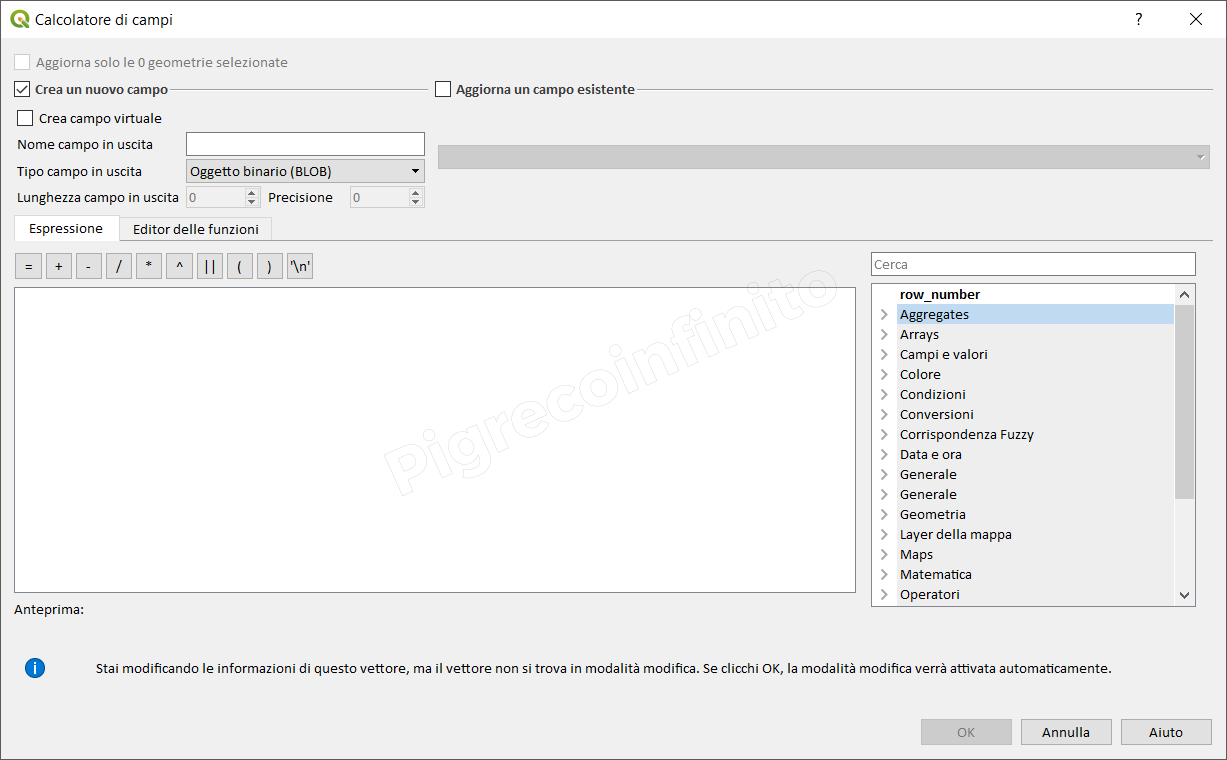 Calcolatore di campi
?
Aggiorna solo le 0 geometrie selezionate
Crea un nuovo campo
Aggiorna un campo esistente
Crea campo virtuale
Nome campo in uscita
Tipo campo in uscita Oggetto binario (BLOB)
Lunghezza campo in uscita 0 Precisione 0
Espressione Editor delle funzioni
= + - / * ^ || ( ) '\n'
Cerca
row_number
Aggregates
Arrays
Campi e valori
Colore
Condizioni
Conversioni
Corrispondenza Fuzzy
Data e ora
Generale
Generale
Geometria
Layer della mappa
Maps
Matematica
Operatori
Pigrecoinfinito
Anteprima:
i
Stai modificando le informazioni di questo vettore, ma il vettore non si trova in modalità modifica. Se clicchi OK, la modalità modifica verrà attivata automaticamente.
OK Annulla Aiuto